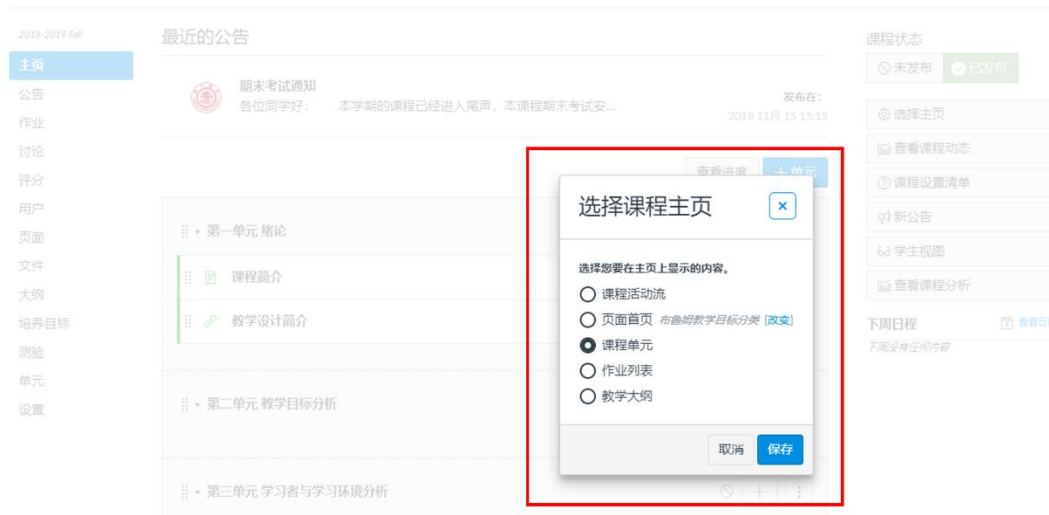 2018-2019 Fall
主页
公告
作业
讨论
评分
用户
页面
文件
大纲
培养目标
测验
单元
设置
最近的公告
期末考试通知
各位同学好： 本学期的课程已经进入尾声，本课程期末考试安...
发布在：
2018 11月 15 15:15
查看进度
单元
第一单元 绪论
课程简介
教学设计简介
第二单元 教学目标分析
第三单元 学习者与学习环境分析
选择课程主页
选择您要在主页上显示的内容。
课程活动流
页面首页 布鲁姆教学目标分类 [改变]
课程单元
作业列表
教学大纲
取消
保存
课程状态
未发布
已发布
选择主页
查看课程动态
课程设置清单
新公告
学生视图
查看课程分析
下周日程
查看日
下周没有任何内容